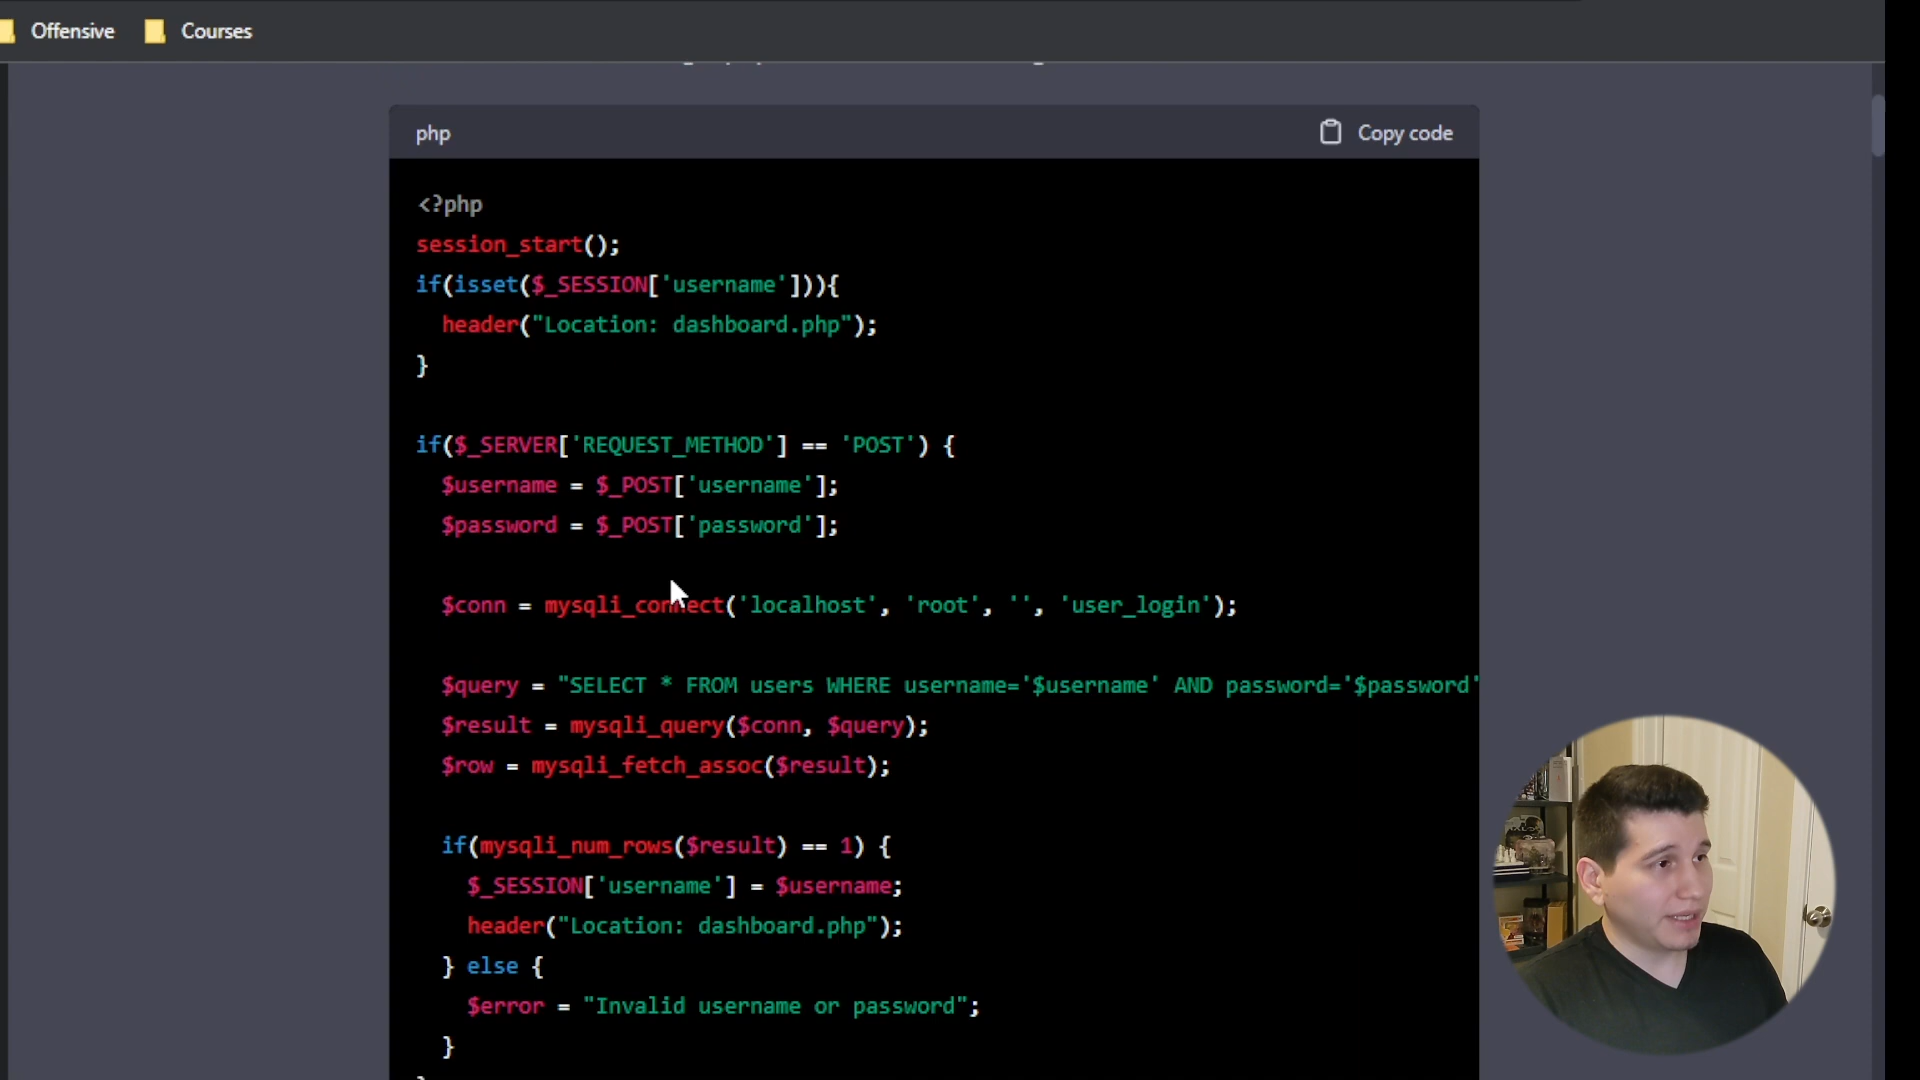 Offensive
Courses
php
Copy code
<?php
session_start();
if(isset($_SESSION['username'])){
header("Location: dashboard.php");
}
if($_SERVER['REQUEST_METHOD'] == 'POST') {
$username = $_POST['username'];
$password = $_POST['password'];
$conn = mysqli_connect('localhost', 'root', '', 'user_login');
$query = "SELECT * FROM users WHERE username='$username' AND password='$password'
$result = mysqli_query($conn, $query);
$row = mysqli_fetch_assoc($result);
if(mysqli_num_rows($result) == 1) {
$_SESSION['username'] = $username;
header("Location: dashboard.php");
} else {
$error = "Invalid username or password";
}